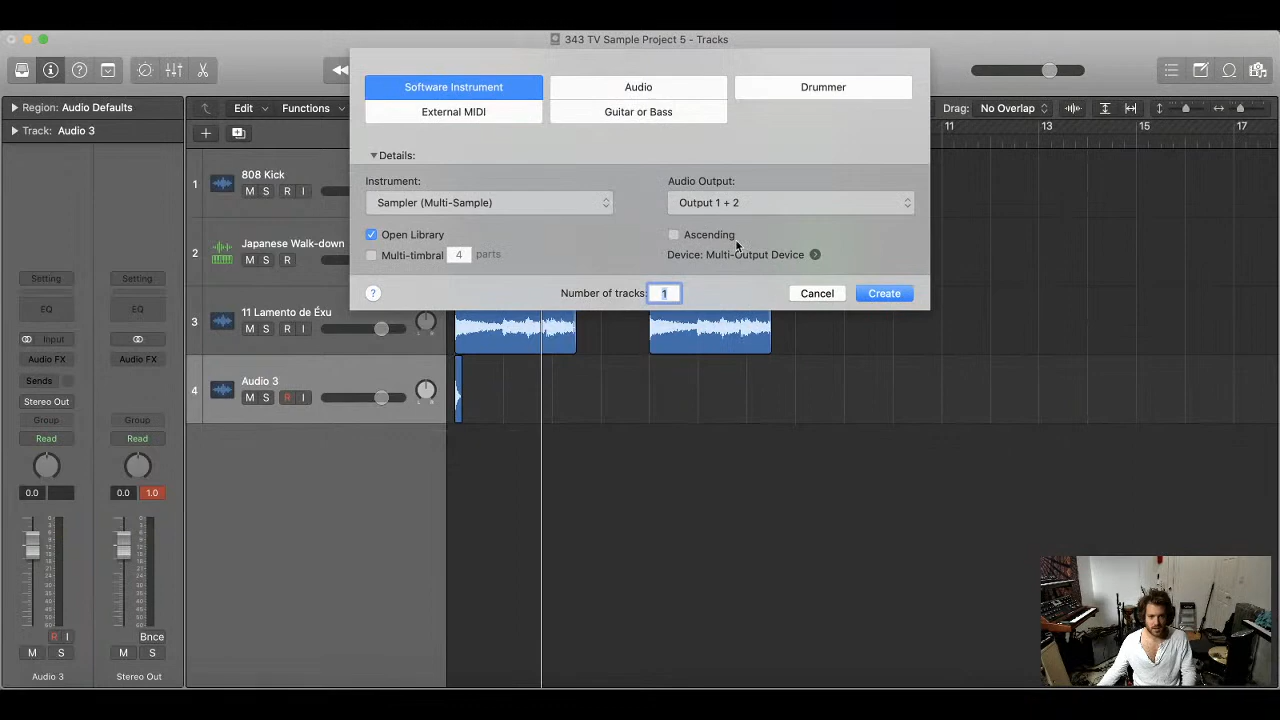 343 TV Sample Project 5 - Tracks
Software Instrument
Audio
Drummer
External MIDI
Guitar or Bass
Details:
Instrument:
Audio Output:
Sampler (Multi-Sample)
Output 1 + 2
Open Library
Ascending
Multi-timbral 4 parts
Device: Multi-Output Device
?
Number of tracks: 1
Cancel
Create
Region: Audio Defaults
Track: Audio 3
Edit
Functions
Drag: No Overlap
11 13 15 17
1 808 Kick
M S R I
2 Japanese Walk-down
M S R
3 11 Lamento de Éxu
M S R I
4 Audio 3
M S R I
Setting Setting
EQ EQ
Input
Audio FX Audio FX
Sends
Stereo Out
Group Group
Read Read
0.0 0.0 1.0
R I Bnce
M S M S
Audio 3 Stereo Out